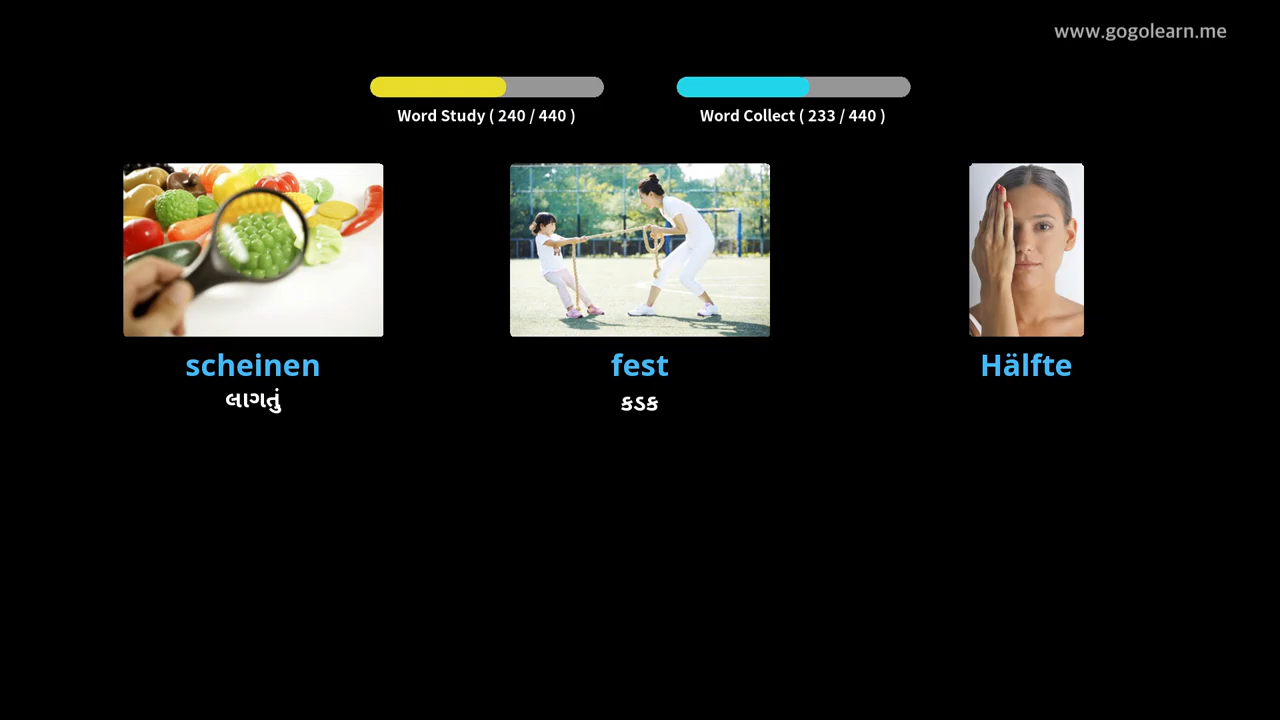 www.gogolearn.me
Word Study ( 240 / 440 )
Word Collect ( 233 / 440 )
scheinen
લાગતું
fest
કડક
Hälfte